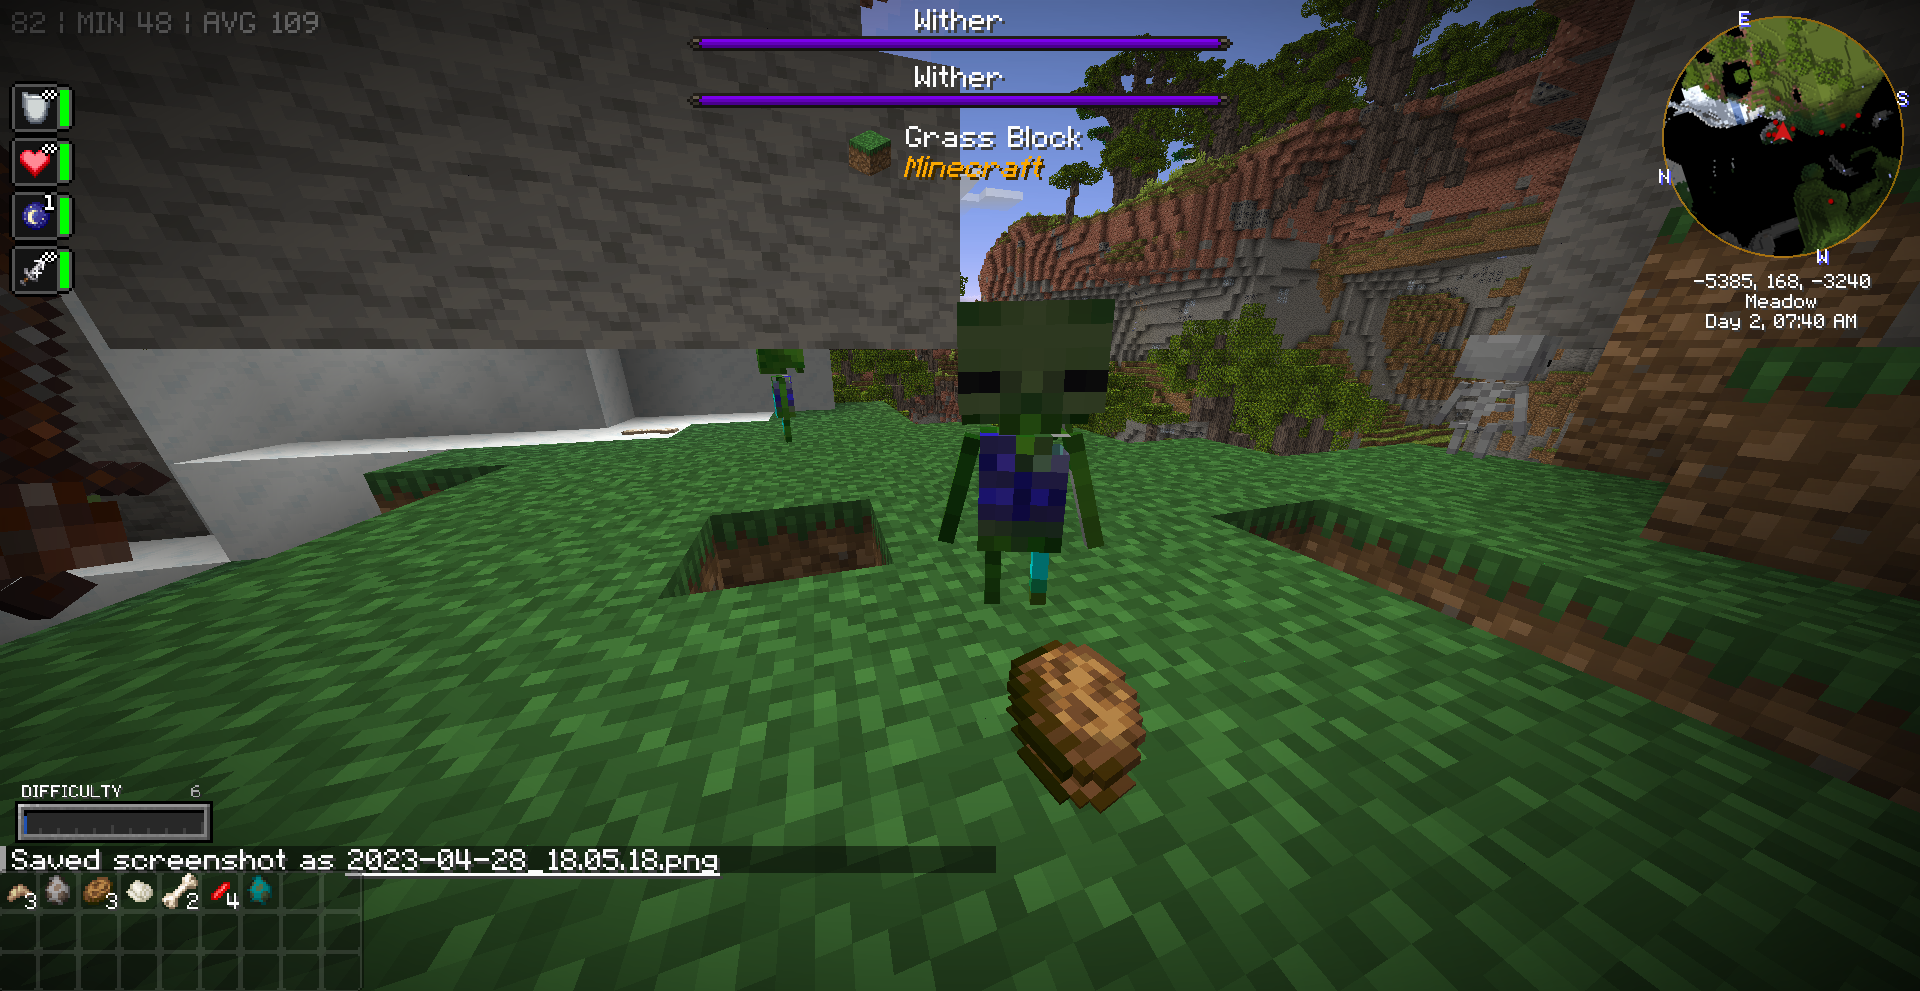 82 | MIN 48 | AVG 109
Wither
Wither
Grass Block
Minecraft
E
S
N
W
-5385, 168, -3240
Meadow
Day 2, 07:40 AM
1
DIFFICULTY 6
Saved screenshot as 2023-04-28_18.05.18.png
3 3 2 4